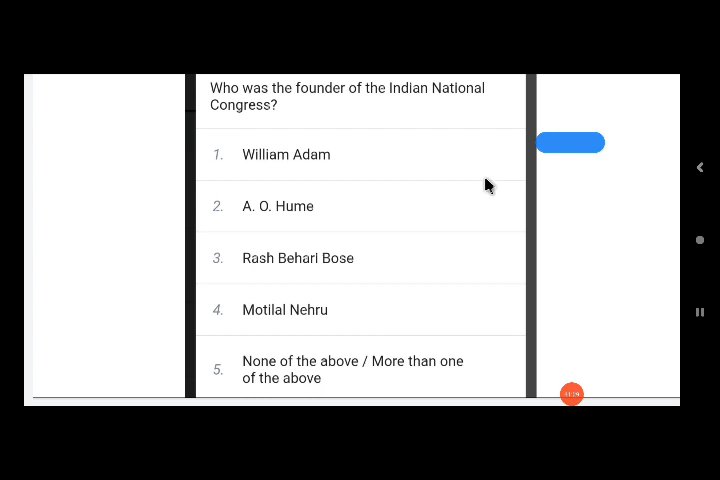 Who was the founder of the Indian National
Congress?
1. William Adam
2. A. O. Hume
3. Rash Behari Bose
4. Motilal Nehru
5. None of the above / More than one
of the above